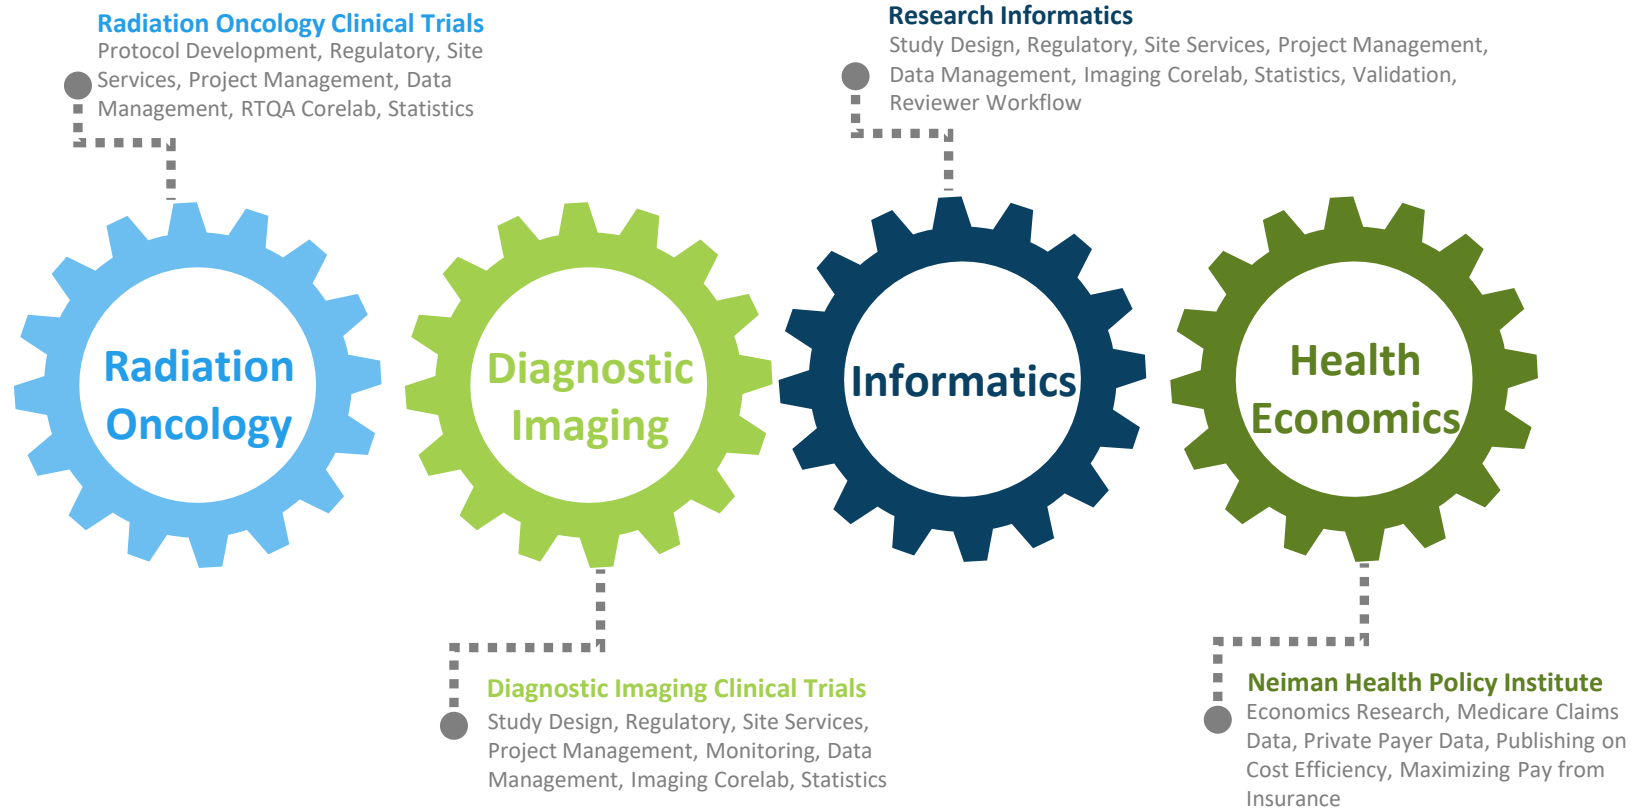 Radiation Oncology Clinical Trials
Protocol Development, Regulatory, Site
Services, Project Management, Data
Management, RTQA Corelab, Statistics
Research Informatics
Study Design, Regulatory, Site Services, Project Management,
Data Management, Imaging Corelab, Statistics, Validation,
Reviewer Workflow
Radiation
Oncology
Diagnostic
Imaging
Informatics
Health
Economics
Diagnostic Imaging Clinical Trials
Study Design, Regulatory, Site Services,
Project Management, Monitoring, Data
Management, Imaging Corelab, Statistics
Neiman Health Policy Institute
Economics Research, Medicare Claims
Data, Private Payer Data, Publishing on
Cost Efficiency, Maximizing Pay from
Insurance